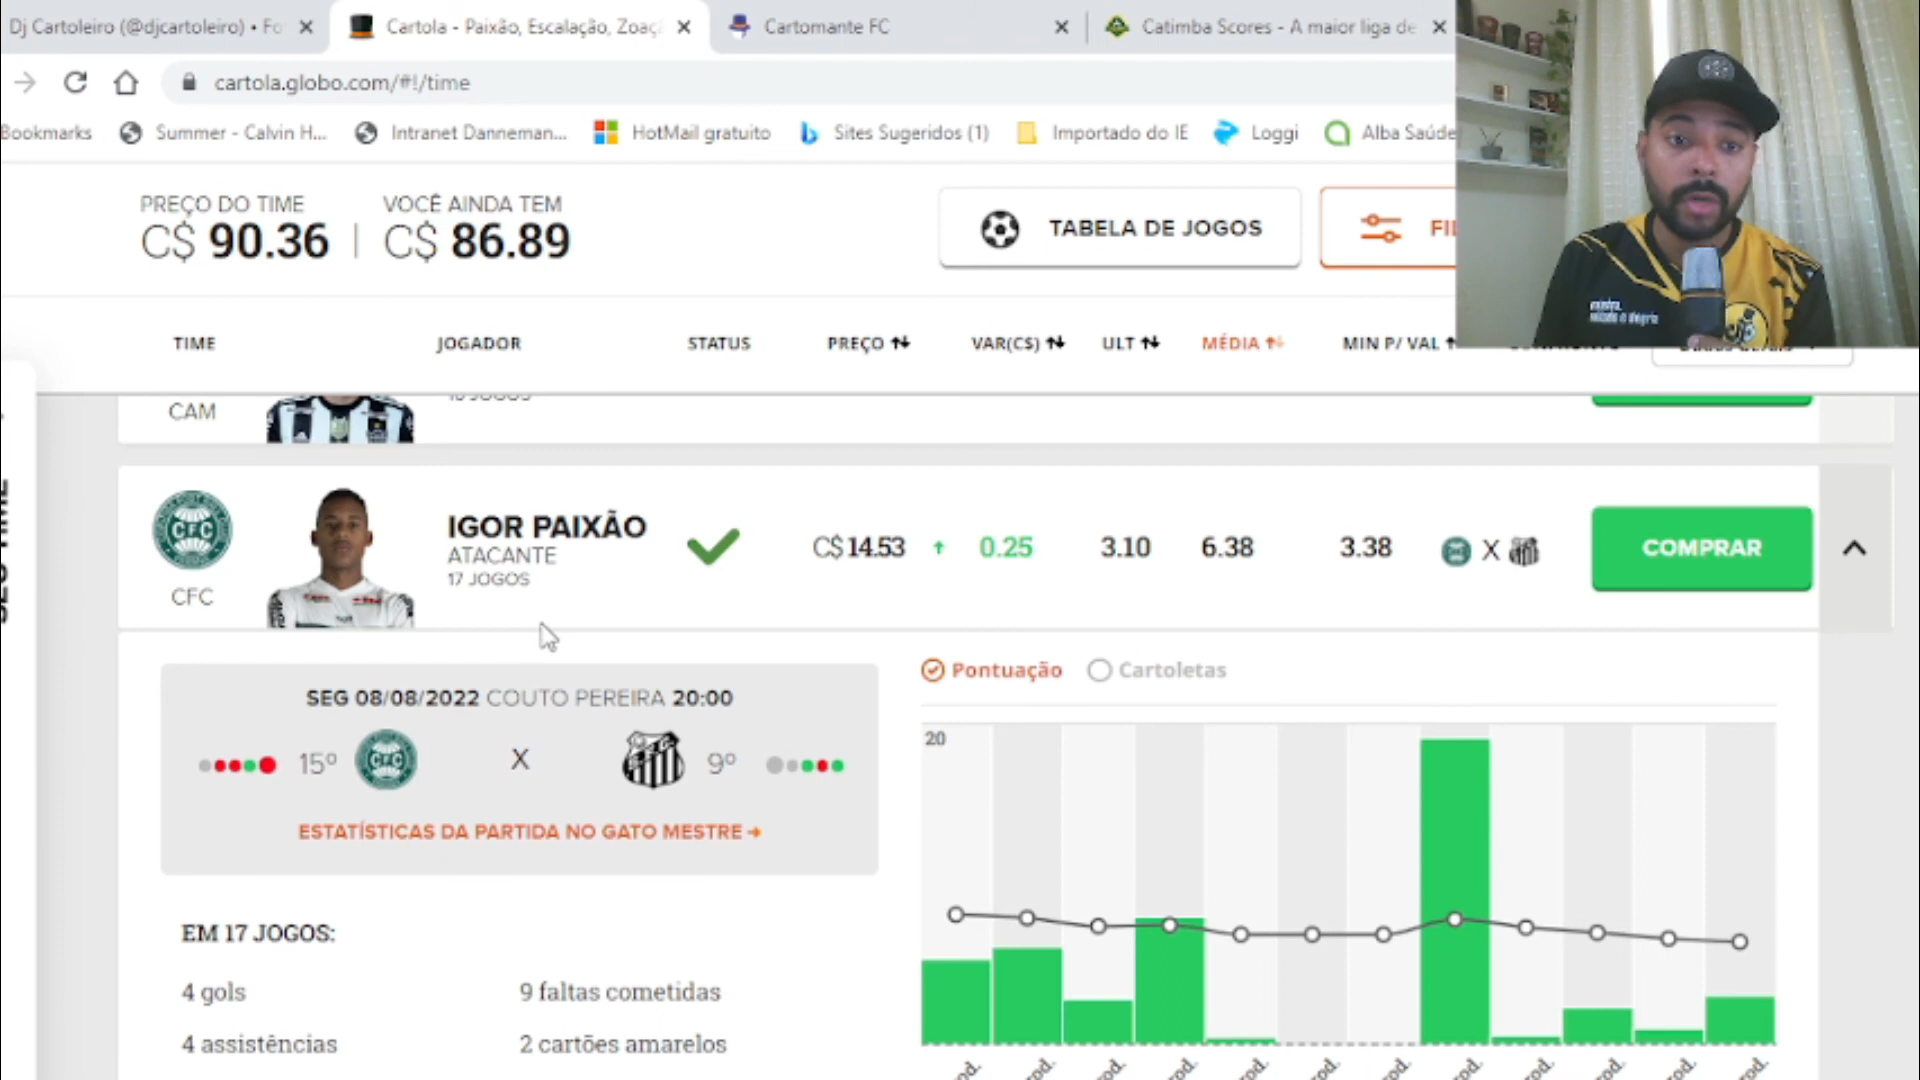 Dj Cartoleiro (@djcartoleiro) • Fo
Cartola - Paixão, Escalação, Zoaç
Cartomante FC
Catimba Scores - A maior liga de
cartola.globo.com/#!/time
Bookmarks
Summer - Calvin H...
Intranet Danneman...
HotMail gratuito
Sites Sugeridos (1)
Importado do IE
Loggi
Alba Saúde
PREÇO DO TIME
C$ 90.36
VOCÊ AINDA TEM
C$ 86.89
TABELA DE JOGOS
FIL
TIME
JOGADOR
STATUS
PREÇO
VAR(C$)
ULT
MÉDIA
MIN P/ VAL
CAM
CFC
CFC
IGOR PAIXÃO
ATACANTE
17 JOGOS
C$ 14.53
0.25
3.10
6.38
3.38
X
COMPRAR
SEG 08/08/2022 COUTO PEREIRA 20:00
15º
CFC
X
9º
ESTATÍSTICAS DA PARTIDA NO GATO MESTRE
Pontuação
Cartoletas
20
EM 17 JOGOS:
4 gols
9 faltas cometidas
4 assistências
2 cartões amarelos